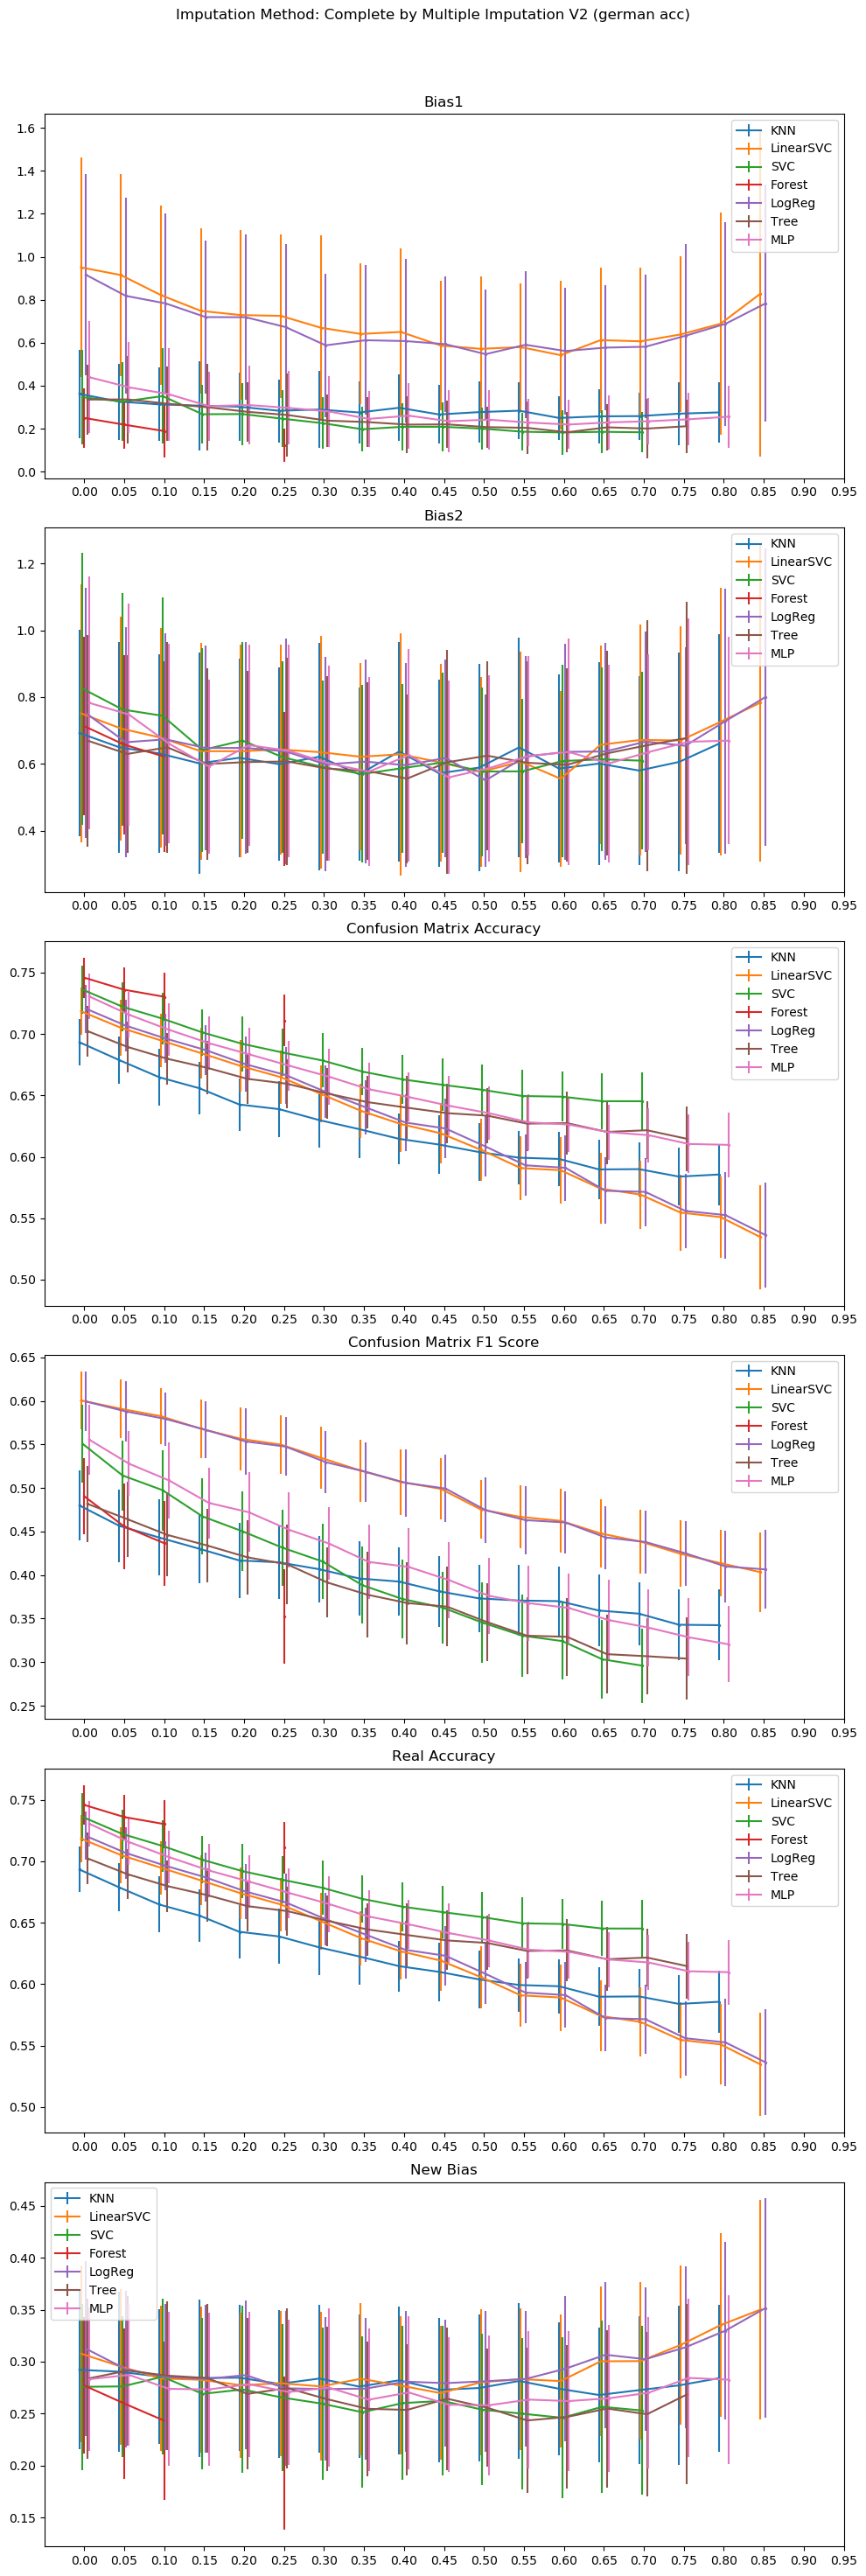 Imputation Method: Complete by Multiple Imputation V2 (german acc)
Bias1
1.6
1.4
1.2
1.0
0.8
0.6
0.4
0.2
0.0
KNN
LinearSVC
SVC
Forest
LogReg
Tree
MLP
0.00 0.05 0.10 0.15 0.20 0.25 0.30 0.35 0.40 0.45 0.50 0.55 0.60 0.65 0.70 0.75 0.80 0.85 0.90 0.95
Bias2
1.2
1.0
0.8
0.6
0.4
KNN
LinearSVC
SVC
Forest
LogReg
Tree
MLP
0.00 0.05 0.10 0.15 0.20 0.25 0.30 0.35 0.40 0.45 0.50 0.55 0.60 0.65 0.70 0.75 0.80 0.85 0.90 0.95
Confusion Matrix Accuracy
0.75
0.70
0.65
0.60
0.55
0.50
KNN
LinearSVC
SVC
Forest
LogReg
Tree
MLP
0.00 0.05 0.10 0.15 0.20 0.25 0.30 0.35 0.40 0.45 0.50 0.55 0.60 0.65 0.70 0.75 0.80 0.85 0.90 0.95
Confusion Matrix F1 Score
0.65
0.60
0.55
0.50
0.45
0.40
0.35
0.30
0.25
KNN
LinearSVC
SVC
Forest
LogReg
Tree
MLP
0.00 0.05 0.10 0.15 0.20 0.25 0.30 0.35 0.40 0.45 0.50 0.55 0.60 0.65 0.70 0.75 0.80 0.85 0.90 0.95
Real Accuracy
0.75
0.70
0.65
0.60
0.55
0.50
KNN
LinearSVC
SVC
Forest
LogReg
Tree
MLP
0.00 0.05 0.10 0.15 0.20 0.25 0.30 0.35 0.40 0.45 0.50 0.55 0.60 0.65 0.70 0.75 0.80 0.85 0.90 0.95
New Bias
0.45
0.40
0.35
0.30
0.25
0.20
0.15
KNN
LinearSVC
SVC
Forest
LogReg
Tree
MLP
0.00 0.05 0.10 0.15 0.20 0.25 0.30 0.35 0.40 0.45 0.50 0.55 0.60 0.65 0.70 0.75 0.80 0.85 0.90 0.95